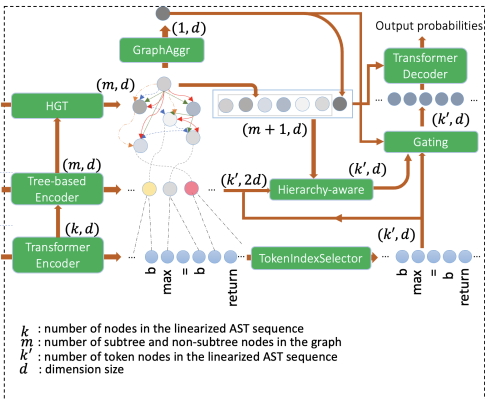 (1, d)
Output probabilities
GraphAggr
Transformer
Decoder
(m, d)
HGT
...
...
(k', d)
(m + 1, d)
Gating
(m, d)
(k', d)
Tree-based
Encoder
...
...
(k', 2d)
Hierarchy-aware
(k, d)
(k', d)
Transformer
Encoder
...
...
TokenIndexSelector
...
...
b
max
=
b
return
b
max
=
b
return
k : number of nodes in the linearized AST sequence
m : number of subtree and non-subtree nodes in the graph
k' : number of token nodes in the linearized AST sequence
d : dimension size